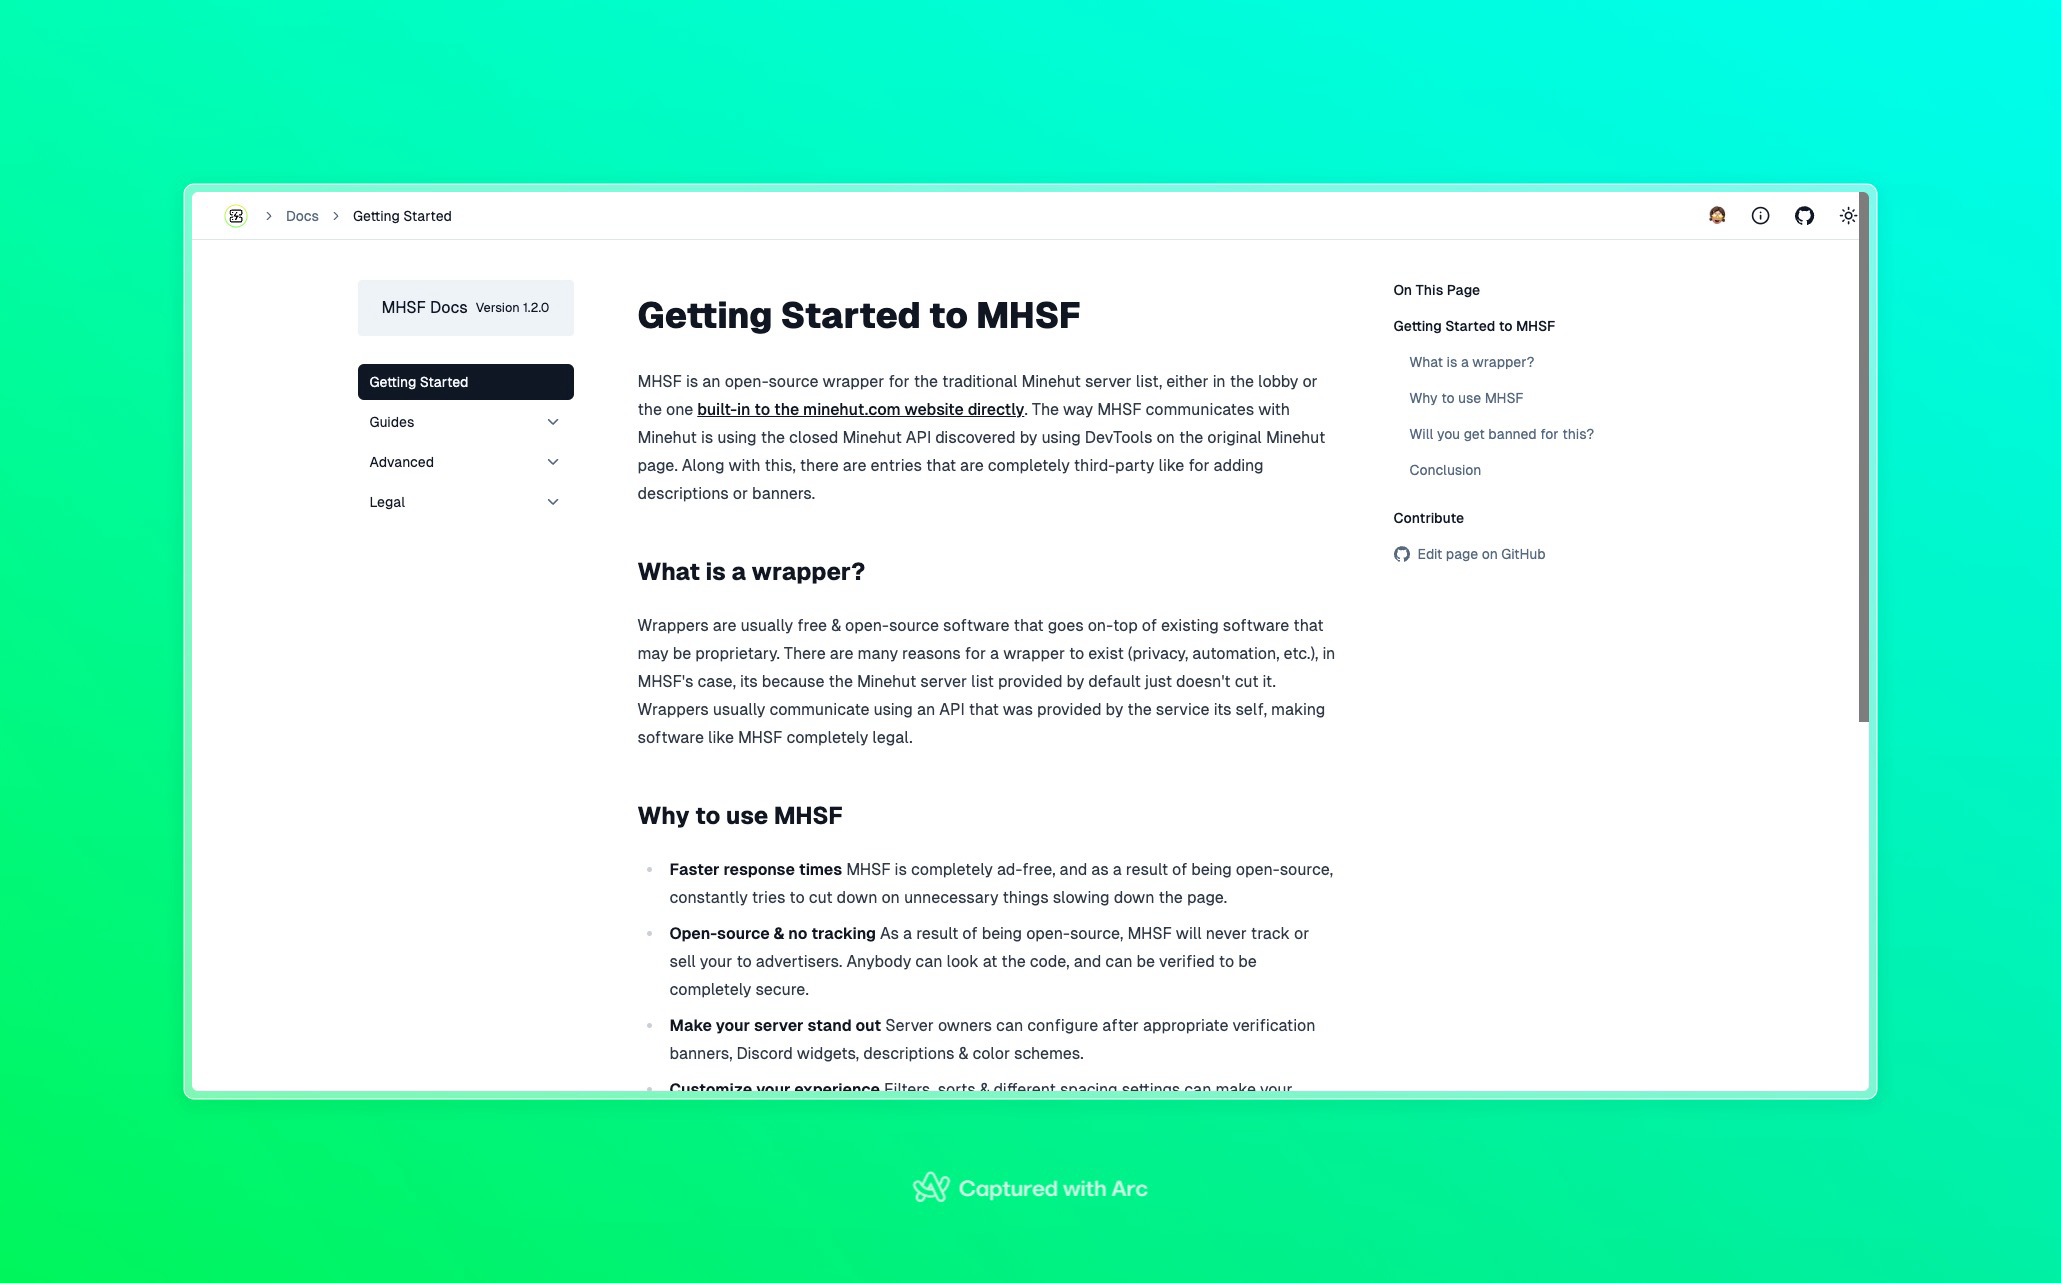 Docs
Getting Started
MHSF Docs Version 1.2.0
Getting Started
Guides
Advanced
Legal
Getting Started to MHSF
MHSF is an open-source wrapper for the traditional Minehut server list, either in the lobby or
the one built-in to the minehut.com website directly. The way MHSF communicates with
Minehut is using the closed Minehut API discovered by using DevTools on the original Minehut
page. Along with this, there are entries that are completely third-party like for adding
descriptions or banners.
What is a wrapper?
Wrappers are usually free & open-source software that goes on-top of existing software that
may be proprietary. There are many reasons for a wrapper to exist (privacy, automation, etc.), in
MHSF's case, its because the Minehut server list provided by default just doesn't cut it.
Wrappers usually communicate using an API that was provided by the service its self, making
software like MHSF completely legal.
Why to use MHSF
Faster response times MHSF is completely ad-free, and as a result of being open-source,
constantly tries to cut down on unnecessary things slowing down the page.
Open-source & no tracking As a result of being open-source, MHSF will never track or
sell your to advertisers. Anybody can look at the code, and can be verified to be
completely secure.
Make your server stand out Server owners can configure after appropriate verification
banners, Discord widgets, descriptions & color schemes.
Customize your experience Filters, sorts & different spacing settings can make your
On This Page
Getting Started to MHSF
What is a wrapper?
Why to use MHSF
Will you get banned for this?
Conclusion
Contribute
Edit page on GitHub
Captured with Arc